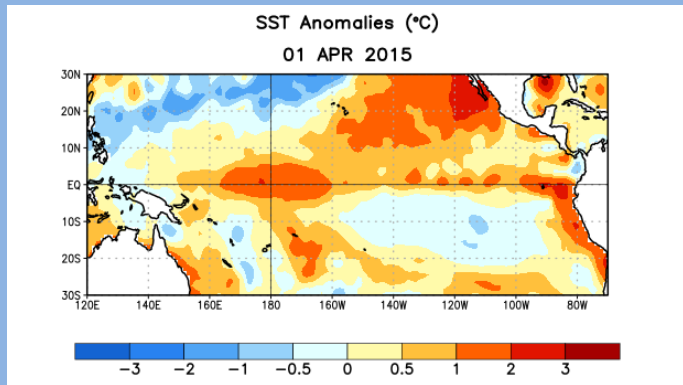 SST Anomalies (°C)
01 APR 2015
30N
20N
10N
EQ
10S
20S
30S
120E 140E 160E 180 160W 140W 120W 100W 80W
-3 -2 -1 -0.5 0 0.5 1 2 3